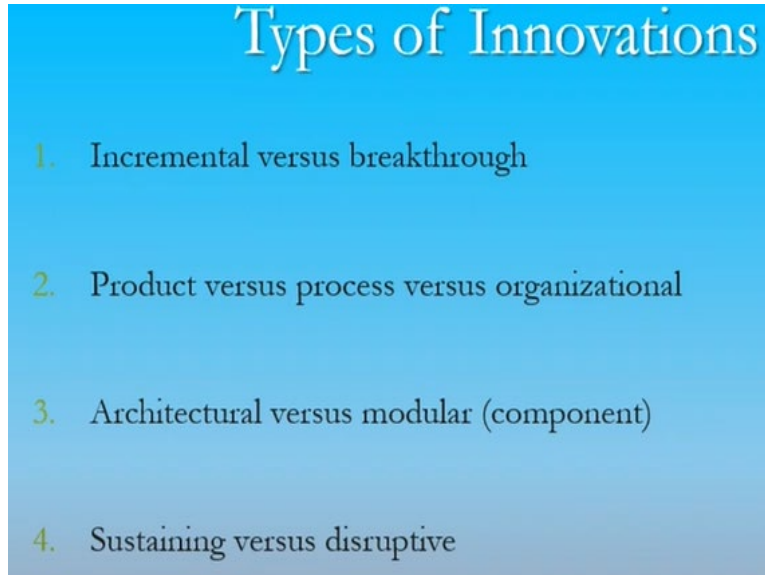 Types of Innovations
1. Incremental versus breakthrough
2. Product versus process versus organizational
3. Architectural versus modular (component)
4. Sustaining versus disruptive